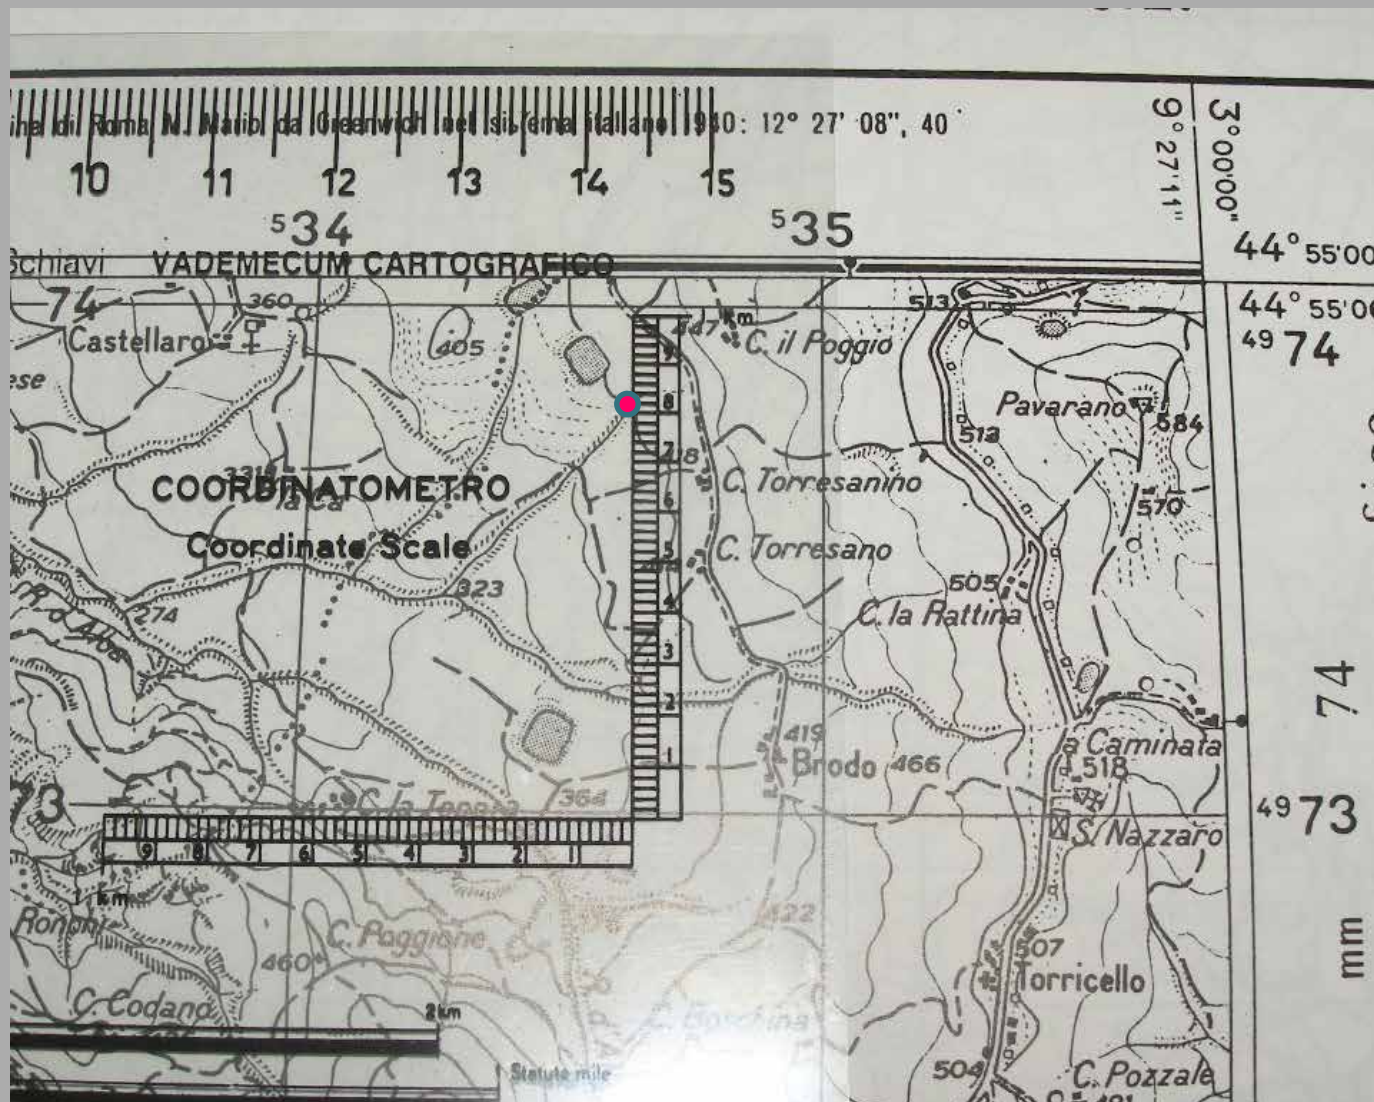 di Roma M. Mario da Greenwich nel sistema italiano 1940: 12° 27' 08", 40
10 11 12 13 14 15
9°27'11"
3°00'00"
534
535
Schiavi
VADEMECUM CARTOGRAFICO
44° 55'00
74
360
513
44° 55'0
Castellaro
405
447
km
C. il Poggio
4974
9
8
7
6
5
4
3
2
1
Pavarano
584
513
COORDINATOMETRO
la Ca
C. Torresanino
570
Coordinate Scale
C. Torresano
505
323
C. la Rattina
274
R. d'Alba
74
419
a Caminata
Brodo
466
518
364
4973
S. Nazzaro
9 8 7 6 5 4 3 2 1
1 km
422
507
C. Poggione
460
Torricello
mm
C. Codano
2km
C. Boschina
Statute mile
504
C. Pozzale